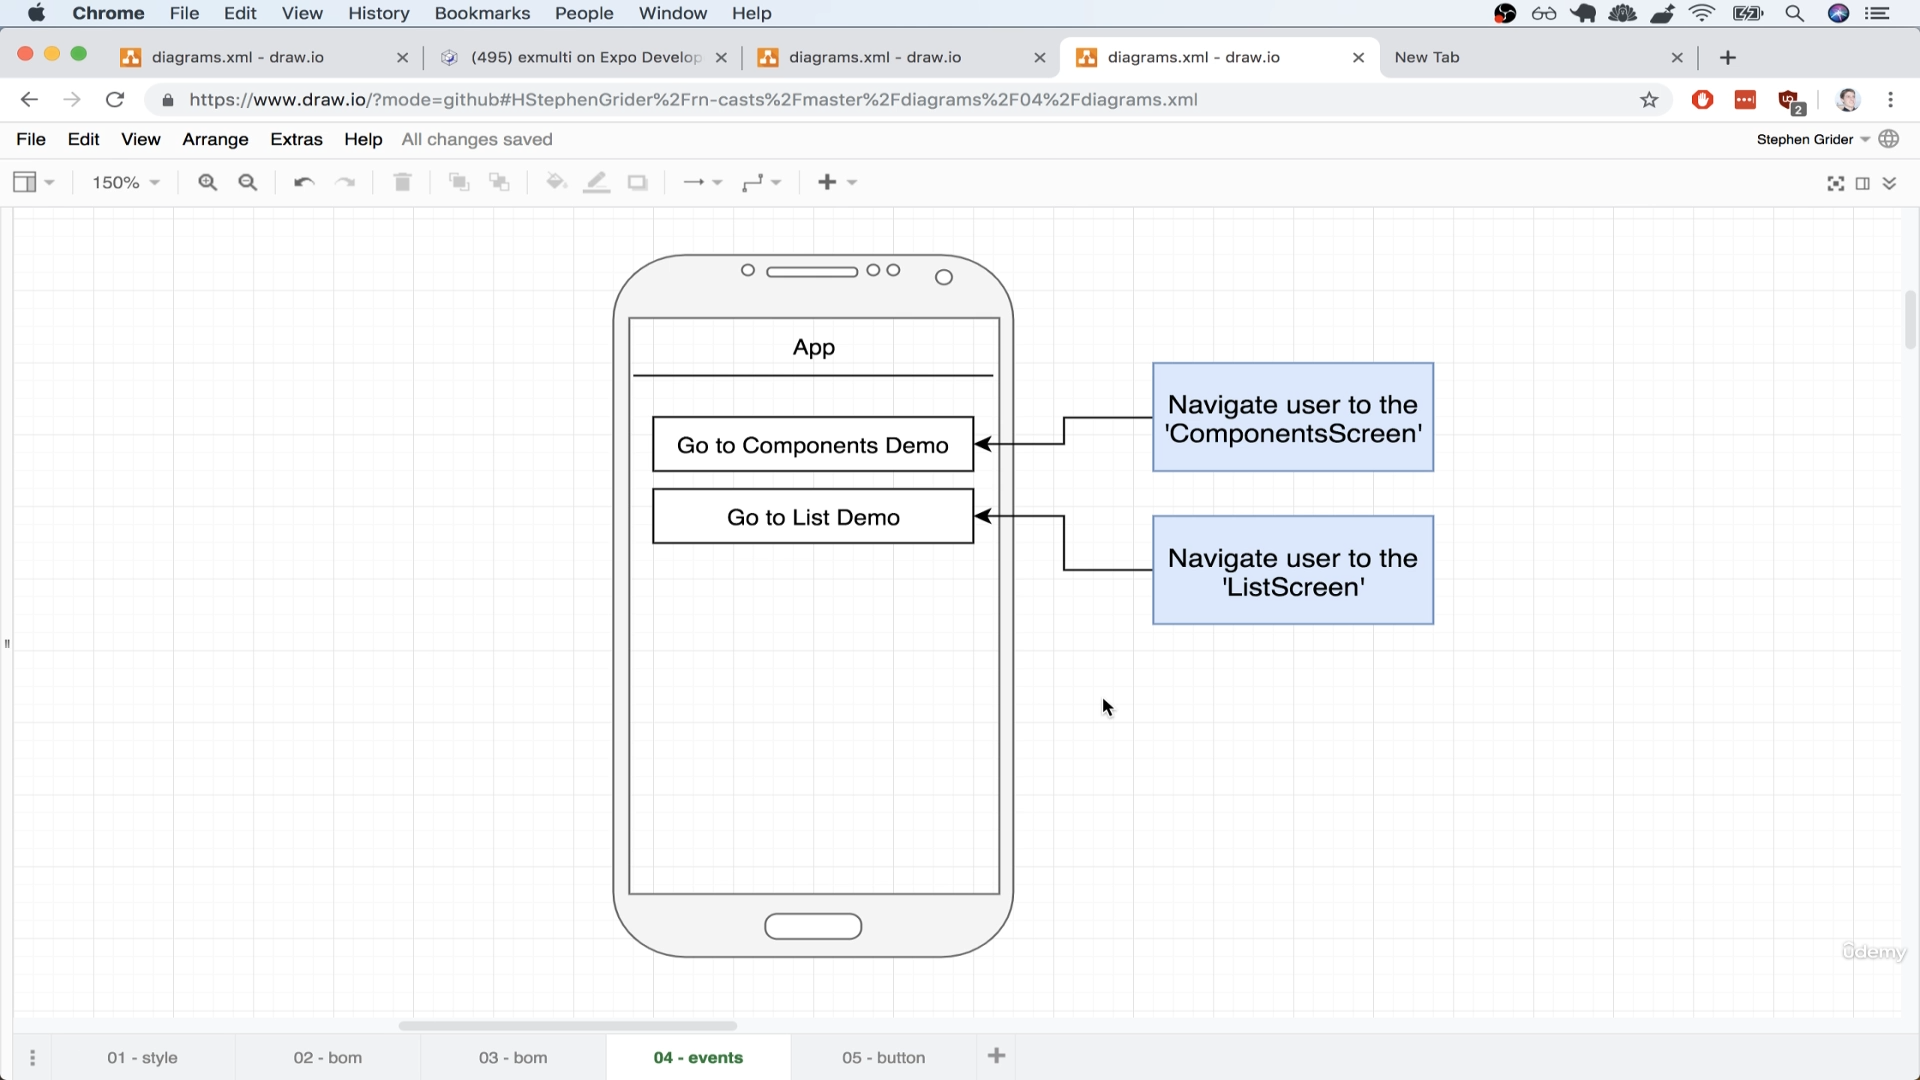 Chrome File Edit View History Bookmarks People Window Help
diagrams.xml - draw.io
(495) exmulti on Expo Develop
diagrams.xml - draw.io
diagrams.xml - draw.io
New Tab
https://www.draw.io/?mode=github#HStephenGrider%2Frn-casts%2Fmaster%2Fdiagrams%2F04%2Fdiagrams.xml
2
File Edit View Arrange Extras Help All changes saved
Stephen Grider
150%
App
Go to Components Demo
Go to List Demo
Navigate user to the
'ComponentsScreen'
Navigate user to the
'ListScreen'
ûdemy
01 - style
02 - bom
03 - bom
04 - events
05 - button